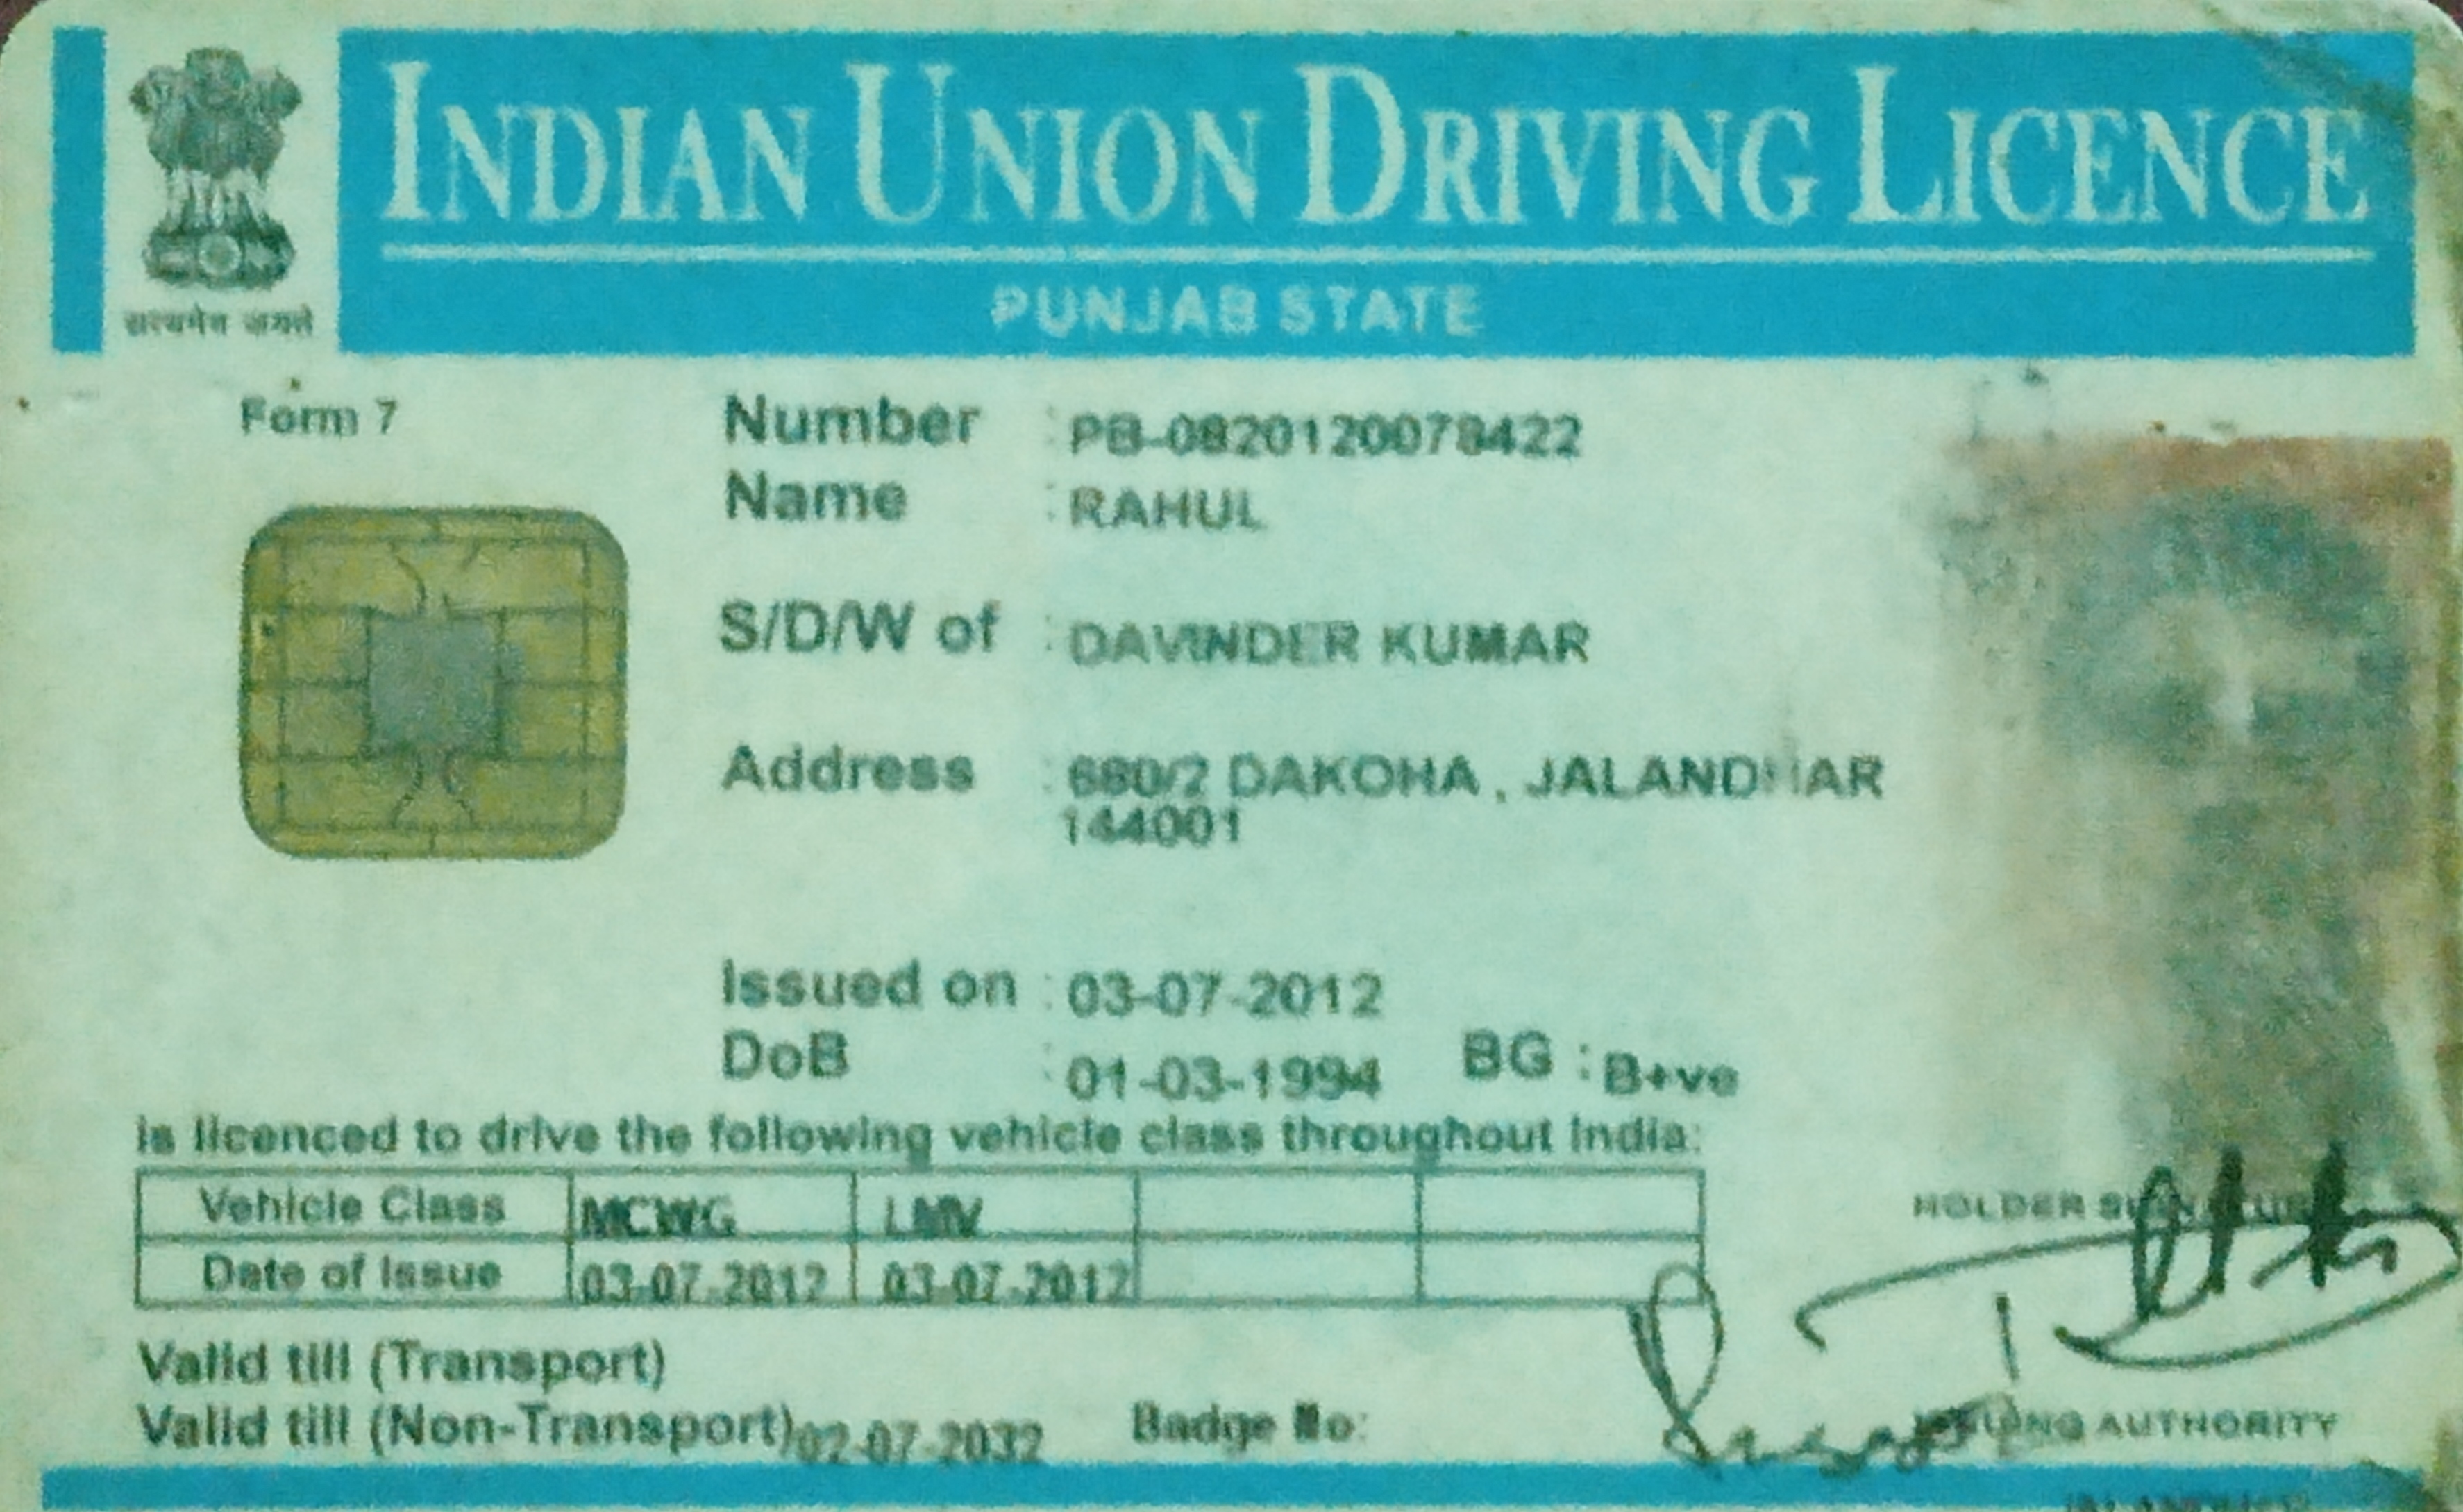 INDIAN UNION DRIVING LICENCE
PUNJAB STATE
सत्यमेव जयते
Form 7
Number : PB-0820120078422
Name : RAHUL
S/D/W of : DAVINDER KUMAR
Address : 680/2 DAKOHA , JALANDHAR
144001
Issued on : 03-07-2012
DoB : 01-03-1994 BG : B+ve
is licenced to drive the following vehicle class throughout India:
Vehicle Class MCWG LMV
Date of Issue 03-07-2012 03-07-2012
HOLDER SIGNATURE
Valid till (Transport)
Valid till (Non-Transport) 02-07-2032 Badge No:
ISSUING AUTHORITY